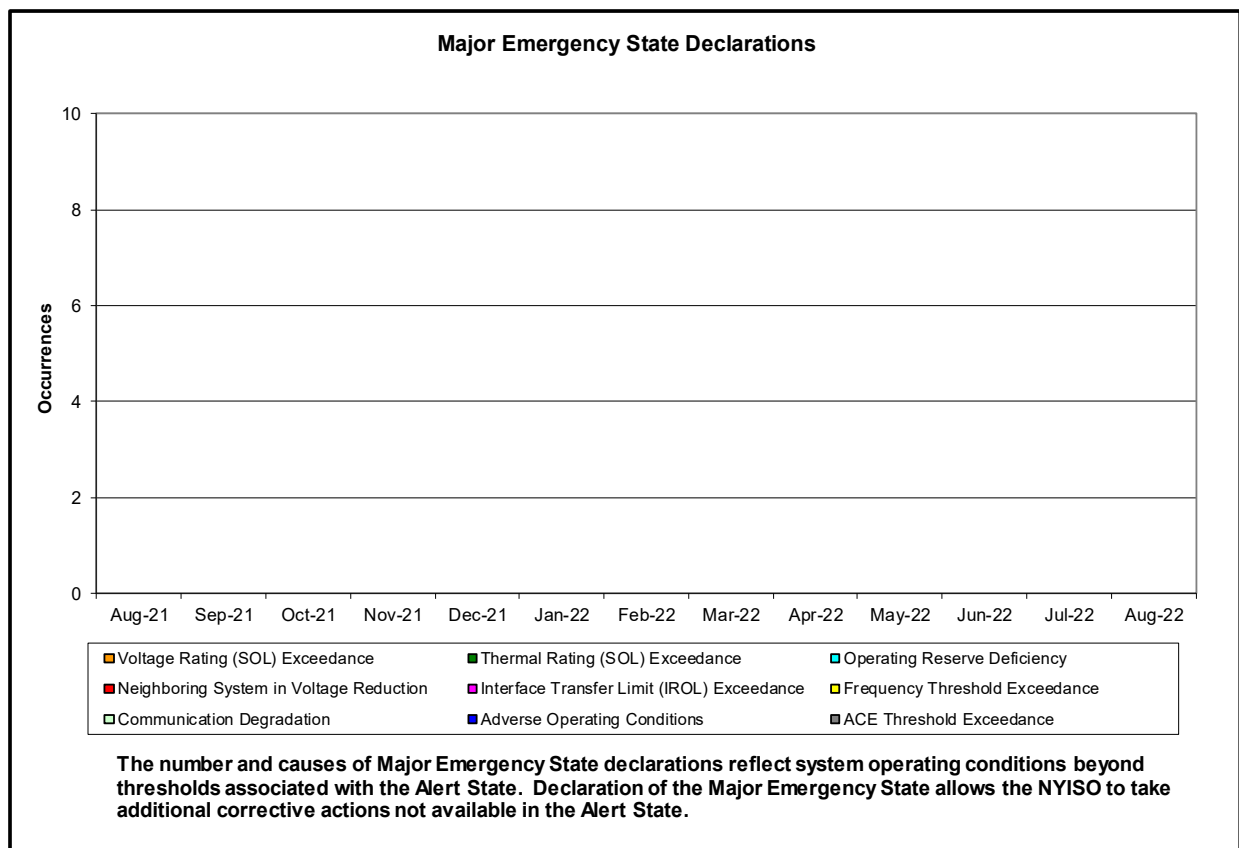 Major Emergency State Declarations
10
8
6
4
2
0
Occurrences
Aug-21 Sep-21 Oct-21 Nov-21 Dec-21 Jan-22 Feb-22 Mar-22 Apr-22 May-22 Jun-22 Jul-22 Aug-22
Voltage Rating (SOL) Exceedance Thermal Rating (SOL) Exceedance Operating Reserve Deficiency
Neighboring System in Voltage Reduction Interface Transfer Limit (IROL) Exceedance Frequency Threshold Exceedance
Communication Degradation Adverse Operating Conditions ACE Threshold Exceedance
The number and causes of Major Emergency State declarations reflect system operating conditions beyond
thresholds associated with the Alert State. Declaration of the Major Emergency State allows the NYISO to take
additional corrective actions not available in the Alert State.